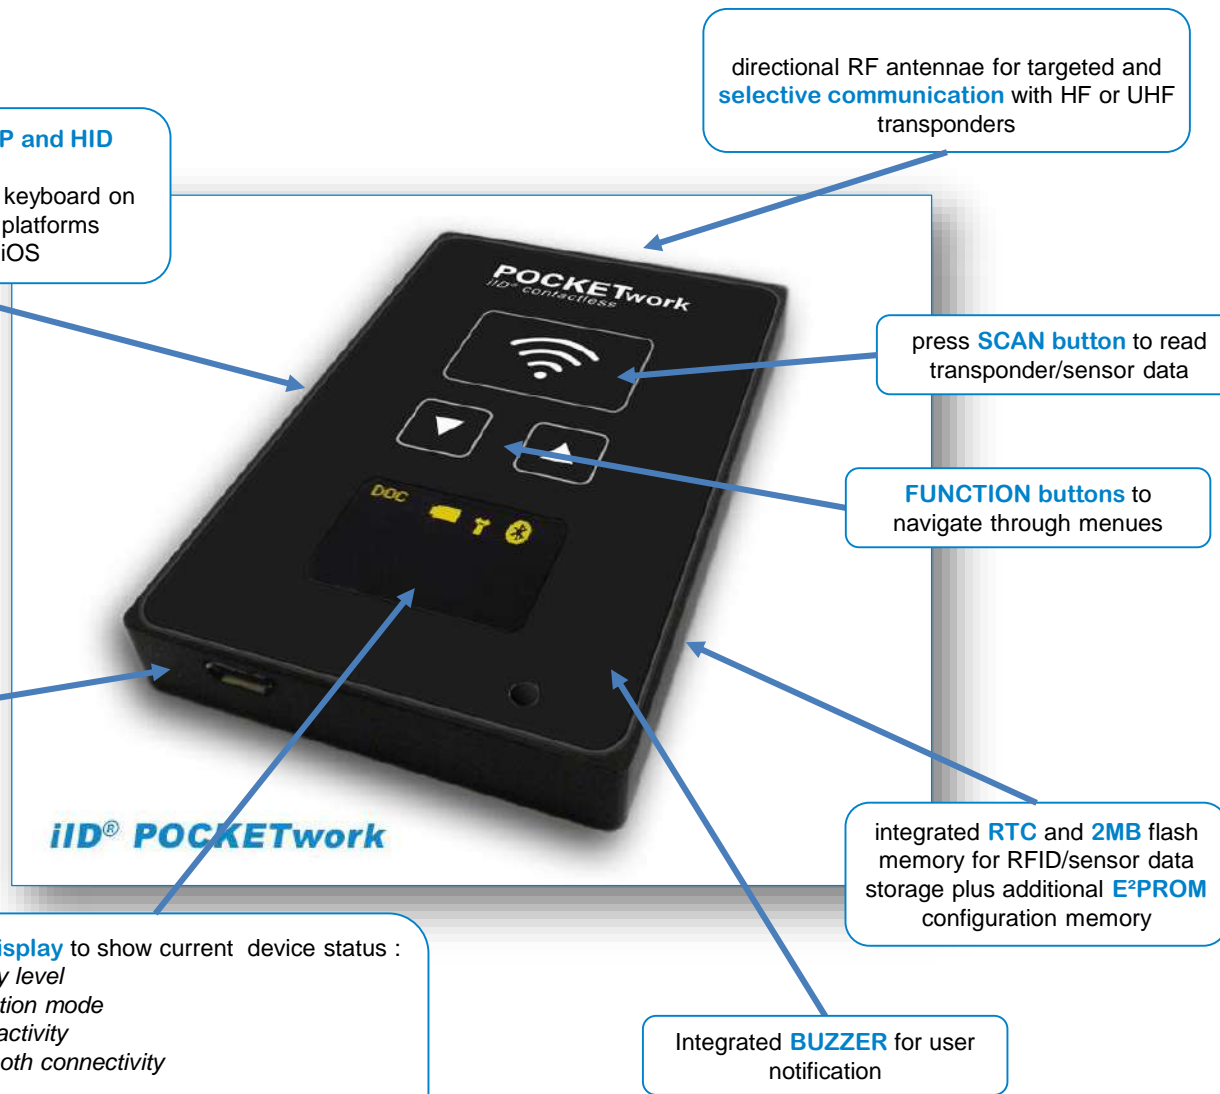 directional RF antennae for targeted and
selective communication with HF or UHF
transponders
P and HID
keyboard on
platforms
iOS
POCKETwork
iID® contactless
press SCAN button to read
transponder/sensor data
FUNCTION buttons to
navigate through menues
DOC
iID® POCKETwork
integrated RTC and 2MB flash
memory for RFID/sensor data
storage plus additional E²PROM
configuration memory
isplay to show current device status :
y level
tion mode
activity
oth connectivity
Integrated BUZZER for user
notification